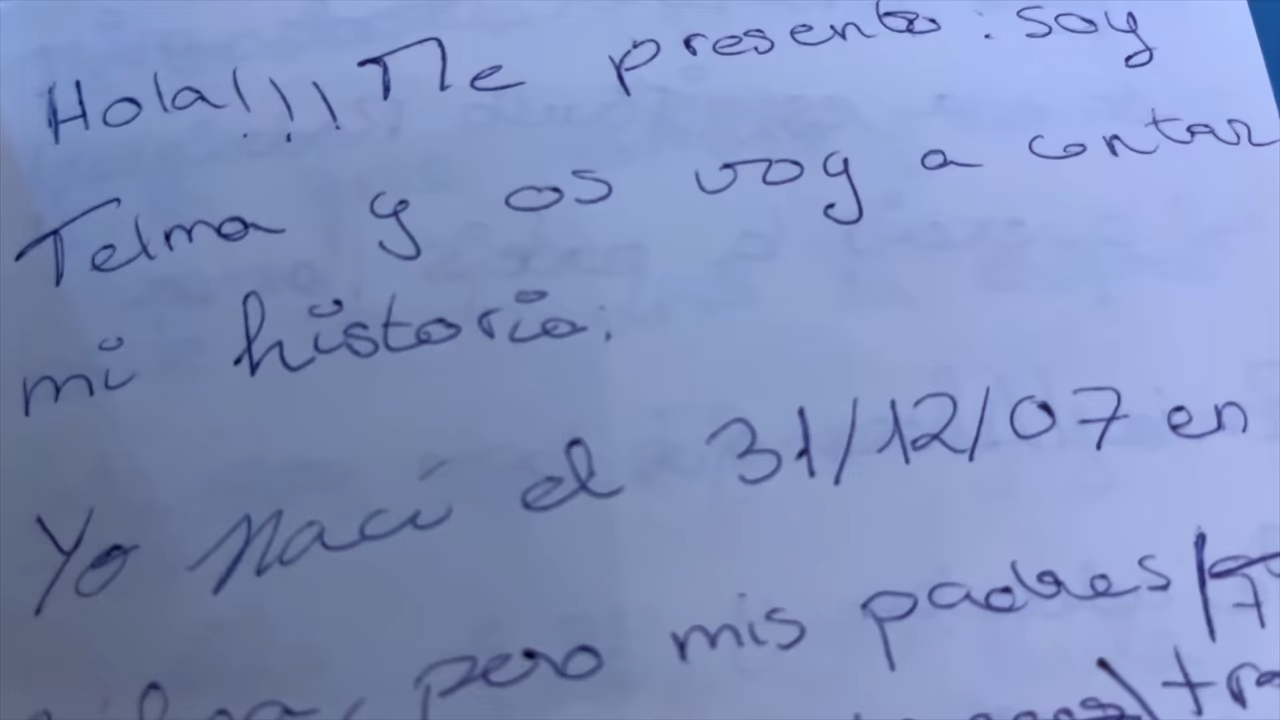 Hola!!! Me presento: soy
Telma y os voy a contar
mi historia.
Yo nací el 31/12/07 en
pero mis padres